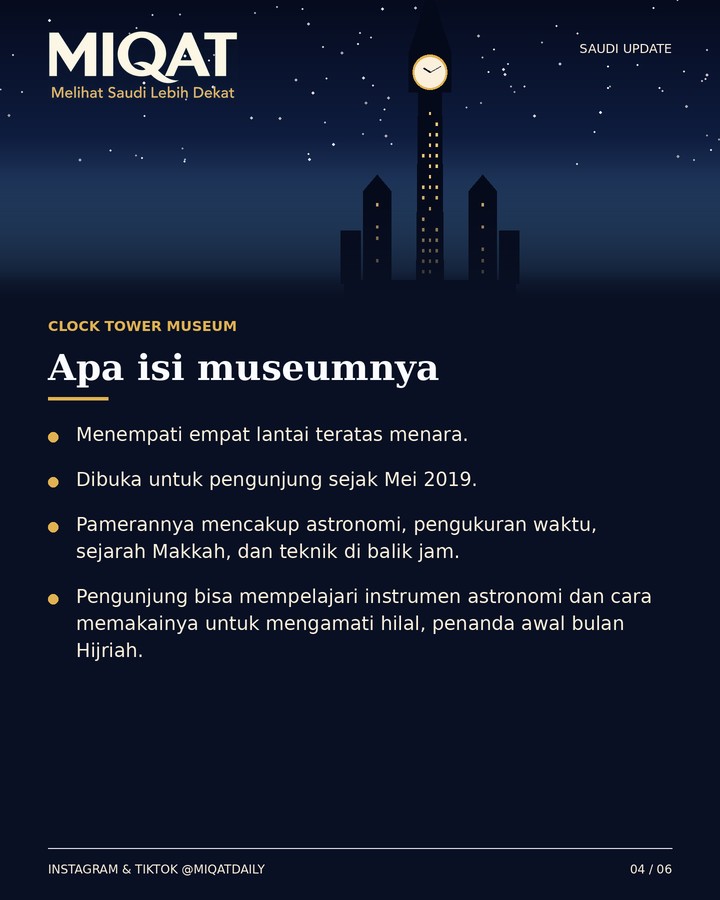 MIQAT
Melihat Saudi Lebih Dekat
SAUDI UPDATE
CLOCK TOWER MUSEUM
Apa isi museumnya
Menempati empat lantai teratas menara.
Dibuka untuk pengunjung sejak Mei 2019.
Pamerannya mencakup astronomi, pengukuran waktu,
sejarah Makkah, dan teknik di balik jam.
Pengunjung bisa mempelajari instrumen astronomi dan cara
memakainya untuk mengamati hilal, penanda awal bulan
Hijriah.
INSTAGRAM & TIKTOK @MIQATDAILY
04 / 06